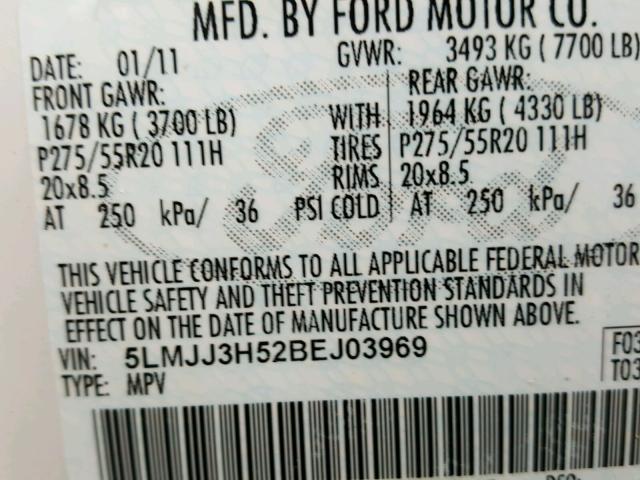 MFD. BY FORD MOTOR CO.
DATE: 01/11 GVWR: 3493 KG ( 7700 LB)
FRONT GAWR: REAR GAWR:
1678 KG ( 3700 LB) WITH 1964 KG ( 4330 LB)
P275/55R20 111H TIRES P275/55R20 111H
20x8.5 RIMS 20x8.5
AT 250 kPa/ 36 PSI COLD AT 250 kPa/ 36
Ford
THIS VEHICLE CONFORMS TO ALL APPLICABLE FEDERAL MOTOR
VEHICLE SAFETY AND THEFT PREVENTION STANDARDS IN
EFFECT ON THE DATE OF MANUFACTURE SHOWN ABOVE.
VIN: 5LMJJ3H52BEJ03969 F03
TYPE: MPV T03